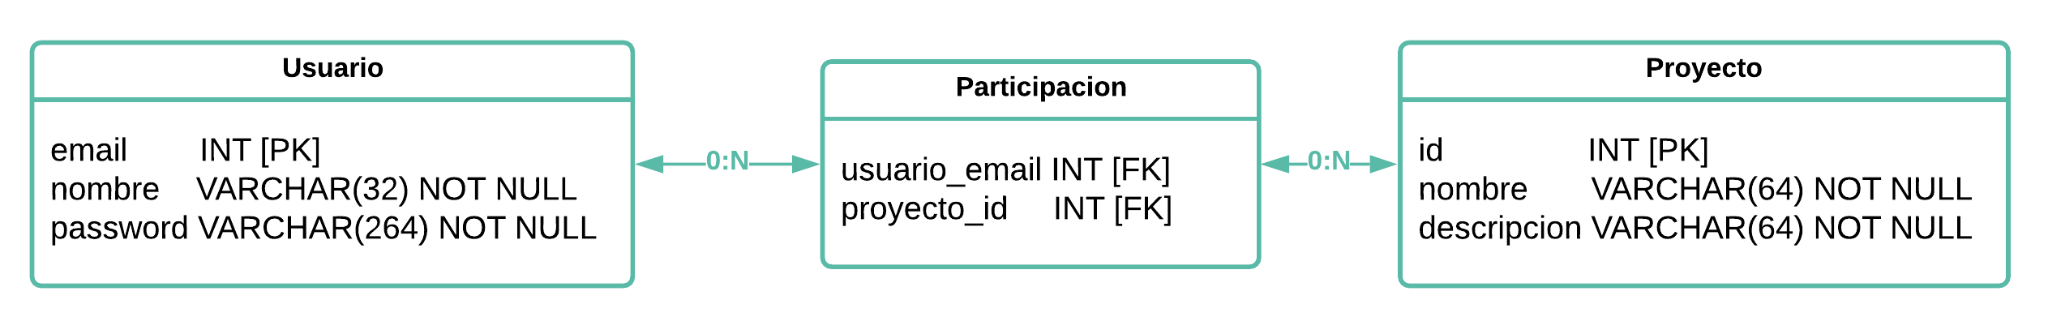 Usuario
email INT [PK]
nombre VARCHAR(32) NOT NULL
password VARCHAR(264) NOT NULL
0:N
Participacion
usuario_email INT [FK]
proyecto_id INT [FK]
0:N
Proyecto
id INT [PK]
nombre VARCHAR(64) NOT NULL
descripcion VARCHAR(64) NOT NULL